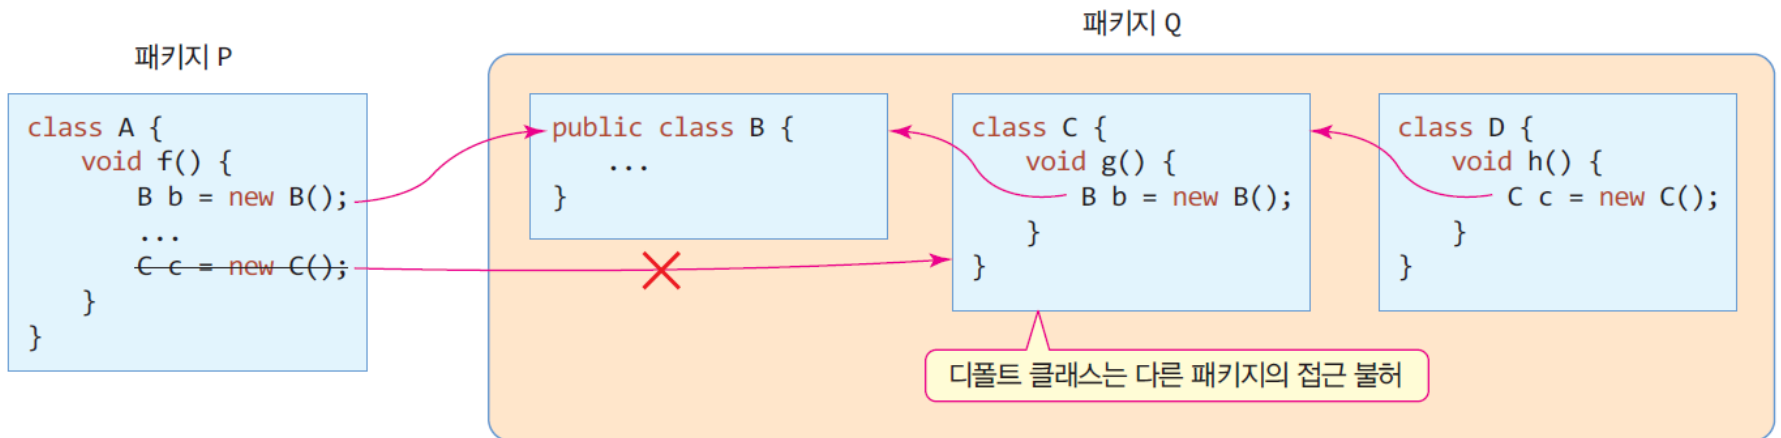 패키지 P
class A {
void f() {
B b = new B();
...
C c = new C();
}
}
패키지 Q
public class B {
...
}
class C {
void g() {
B b = new B();
}
}
class D {
void h() {
C c = new C();
}
}
디폴트 클래스는 다른 패키지의 접근 불허